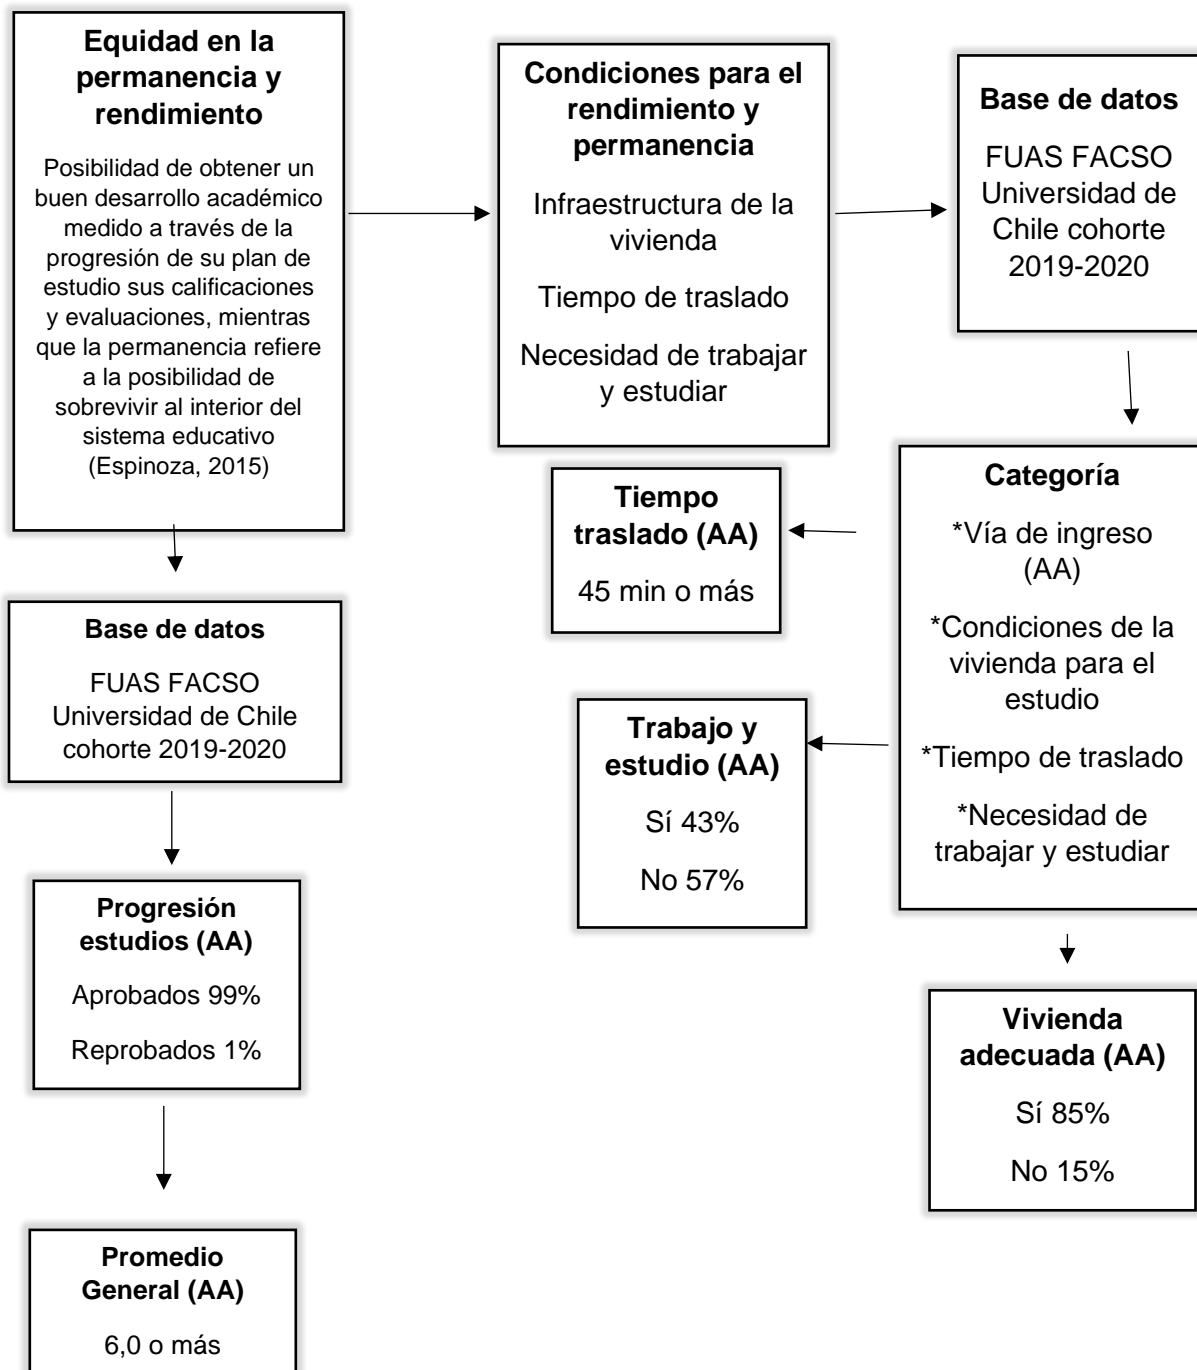 Equidad en la
permanencia y
rendimiento
Posibilidad de obtener un
buen desarrollo académico
medido a través de la
progresión de su plan de
estudio sus calificaciones
y evaluaciones, mientras
que la permanencia refiere
a la posibilidad de
sobrevivir al interior del
sistema educativo
(Espinoza, 2015)
Condiciones para el
rendimiento y
permanencia
Infraestructura de la
vivienda
Tiempo de traslado
Necesidad de trabajar
y estudiar
Base de datos
FUAS FACSO
Universidad de
Chile cohorte
2019-2020
Categoría
*Vía de ingreso
(AA)
*Condiciones de la
vivienda para el
estudio
*Tiempo de traslado
*Necesidad de
trabajar y estudiar
Tiempo
traslado (AA)
45 min o más
Trabajo y
estudio (AA)
Sí 43%
No 57%
Vivienda
adecuada (AA)
Sí 85%
No 15%
Base de datos
FUAS FACSO
Universidad de Chile
cohorte 2019-2020
Progresión
estudios (AA)
Aprobados 99%
Reprobados 1%
Promedio
General (AA)
6,0 o más